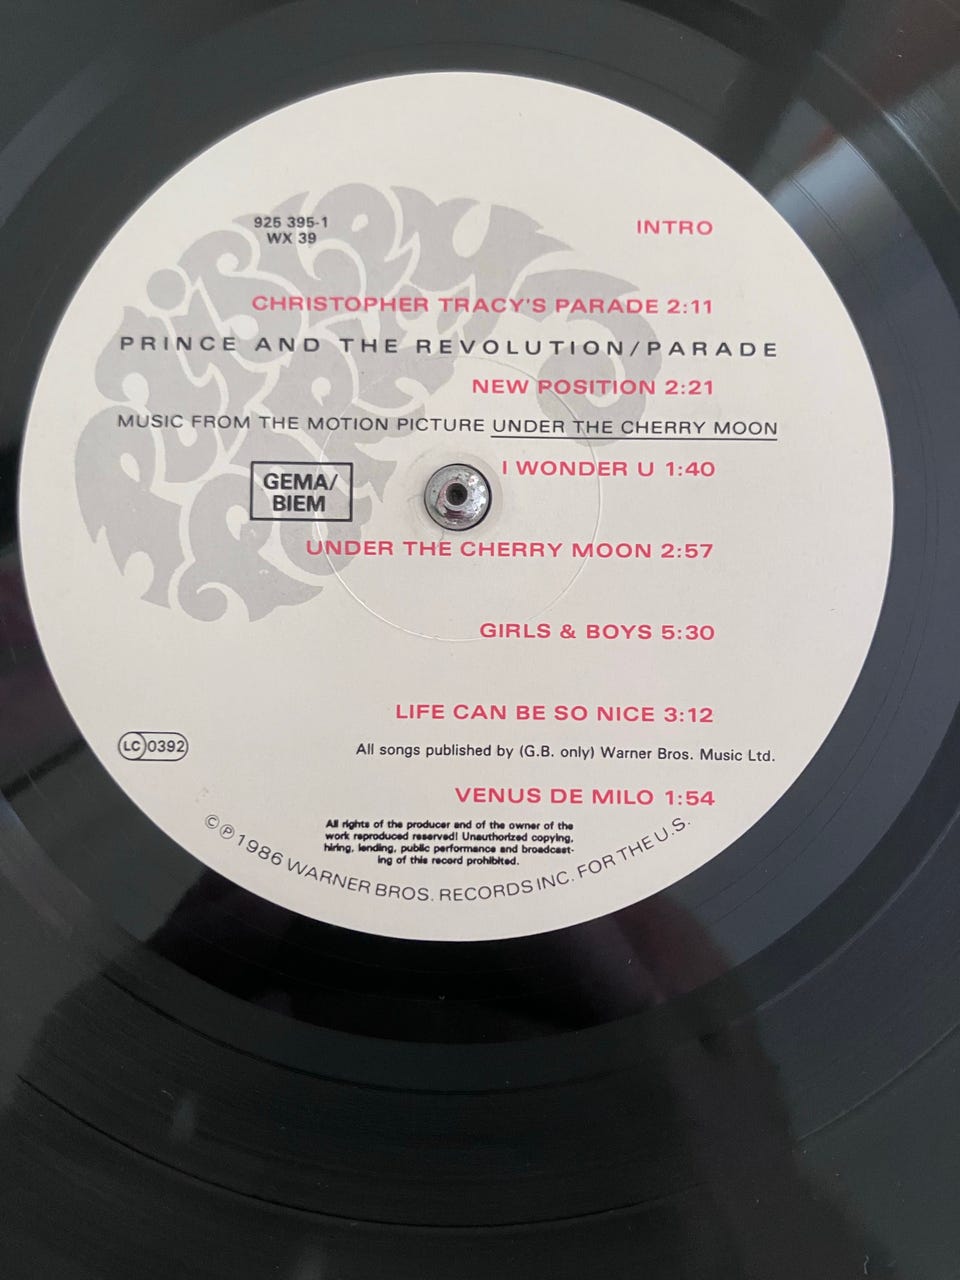 925 395-1
WX 39
INTRO
CHRISTOPHER TRACY'S PARADE 2:11
PRINCE AND THE REVOLUTION/PARADE
NEW POSITION 2:21
MUSIC FROM THE MOTION PICTURE UNDER THE CHERRY MOON
I WONDER U 1:40
GEMA/
BIEM
UNDER THE CHERRY MOON 2:57
GIRLS & BOYS 5:30
LIFE CAN BE SO NICE 3:12
LC 0392
All songs published by (G.B. only) Warner Bros. Music Ltd.
VENUS DE MILO 1:54
All rights of the producer and of the owner of the
work reproduced reserved! Unauthorized copying,
hiring, lending, public performance and broadcast-
ing of this record prohibited.
©℗1986 WARNER BROS. RECORDS INC. FOR THE U.S.